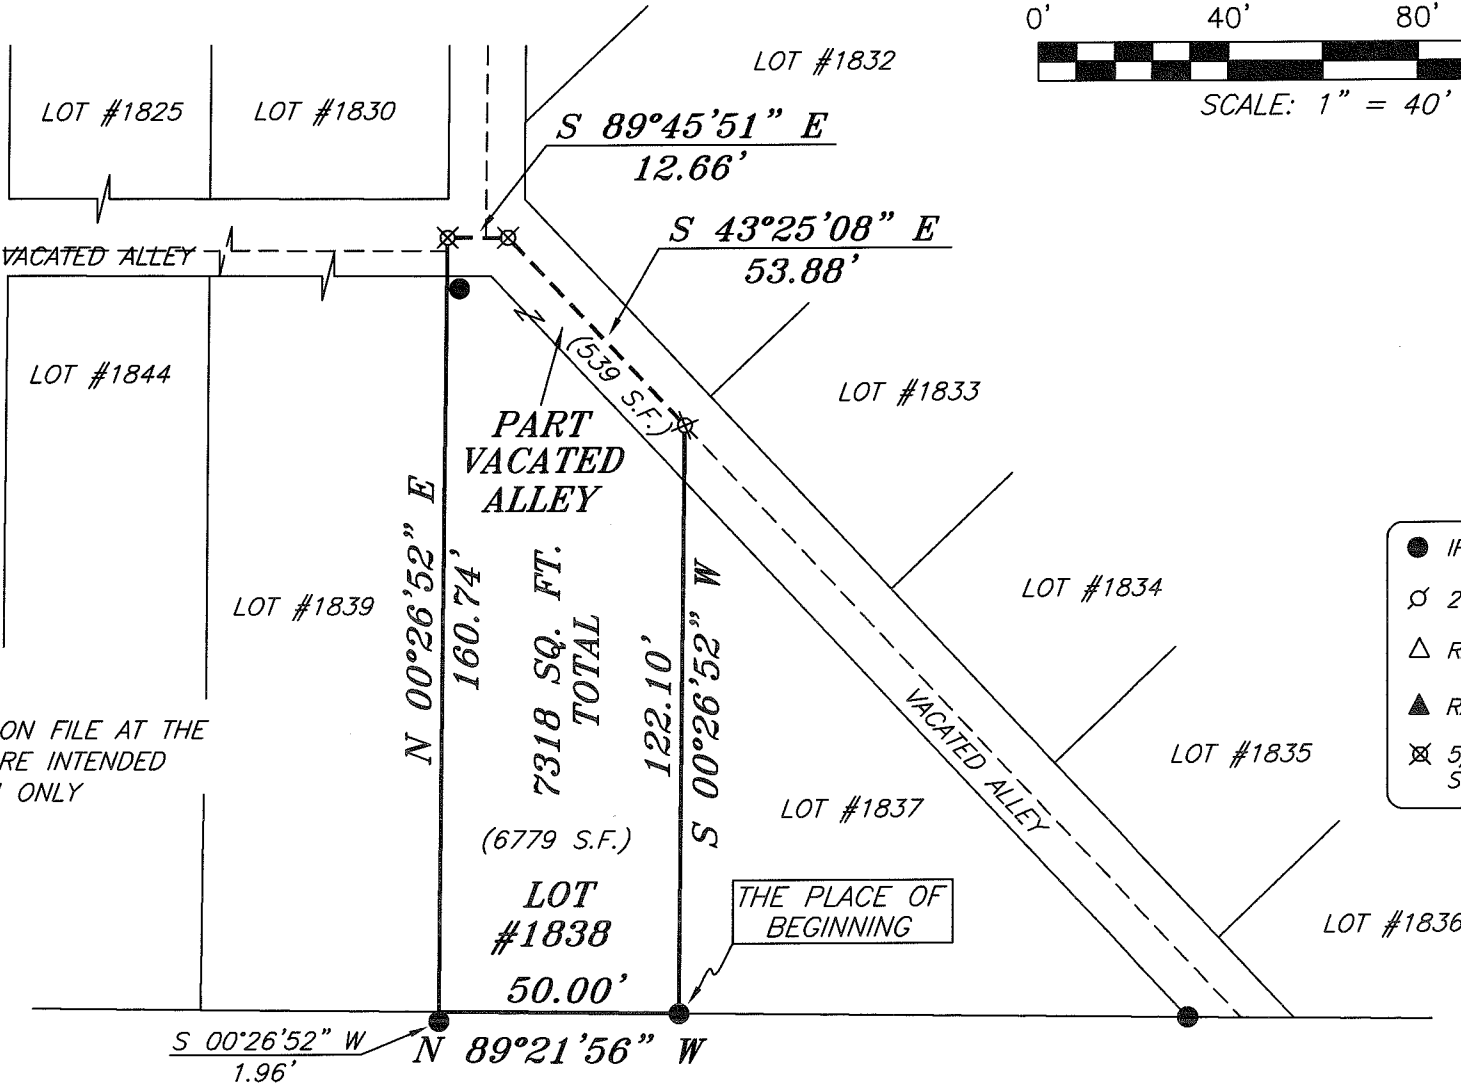 0' 40' 80'
SCALE: 1" = 40'
LOT #1832
LOT #1825
LOT #1830
S 89°45'51" E
12.66'
S 43°25'08" E
53.88'
VACATED ALLEY
LOT #1844
(539 S.F.)
LOT #1833
PART
VACATED
ALLEY
N 00°26'52" E
160.74'
7318 SQ. FT.
TOTAL
122.10'
S 00°26'52" W
LOT #1839
LOT #1834
ON FILE AT THE
RE INTENDED
ONLY
VACATED ALLEY
LOT #1835
LOT #1837
(6779 S.F.)
LOT
#1838
THE PLACE OF
BEGINNING
LOT #1836
50.00'
S 00°26'52" W
1.96'
N 89°21'56" W
2
R
R
5
S